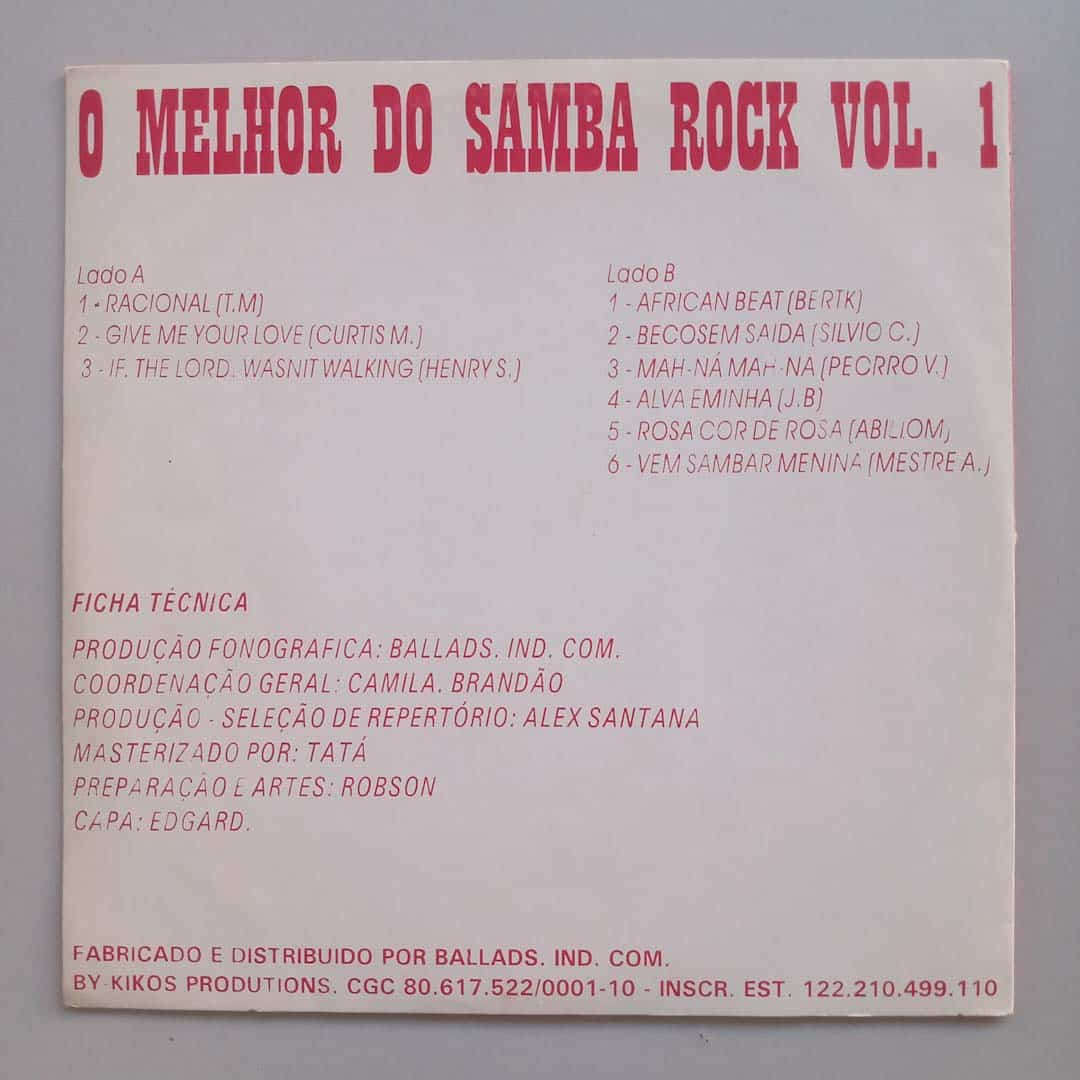 O MELHOR DO SAMBA ROCK VOL. 1
Lado A
1 - RACIONAL (T.M)
2 - GIVE ME YOUR LOVE (CURTIS M.)
3 - IF. THE LORD. WASNIT WALKING (HENRY S.)
Lado B
1 - AFRICAN BEAT (BERTK)
2 - BECOSEM SAIDA (SILVIO C.)
3 - MAH-NÁ MAH-NA (PECRRO V.)
4 - ALVA EMINHA (J.B)
5 - ROSA COR DE ROSA (ABILIOM)
6 - VEM SAMBAR MENINA (MESTRE A.)
FICHA TÉCNICA
PRODUÇÃO FONOGRAFICA: BALLADS. IND. COM.
COORDENAÇÃO GERAL: CAMILA. BRANDÃO
PRODUÇÃO - SELEÇÃO DE REPERTÓRIO: ALEX SANTANA
MASTERIZADO POR: TATÁ
PREPARAÇÃO E ARTES: ROBSON
CAPA: EDGARD.
FABRICADO E DISTRIBUIDO POR BALLADS. IND. COM.
BY-KIKOS PRODUTIONS. CGC 80.617.522/0001-10 - INSCR. EST. 122.210.499.110